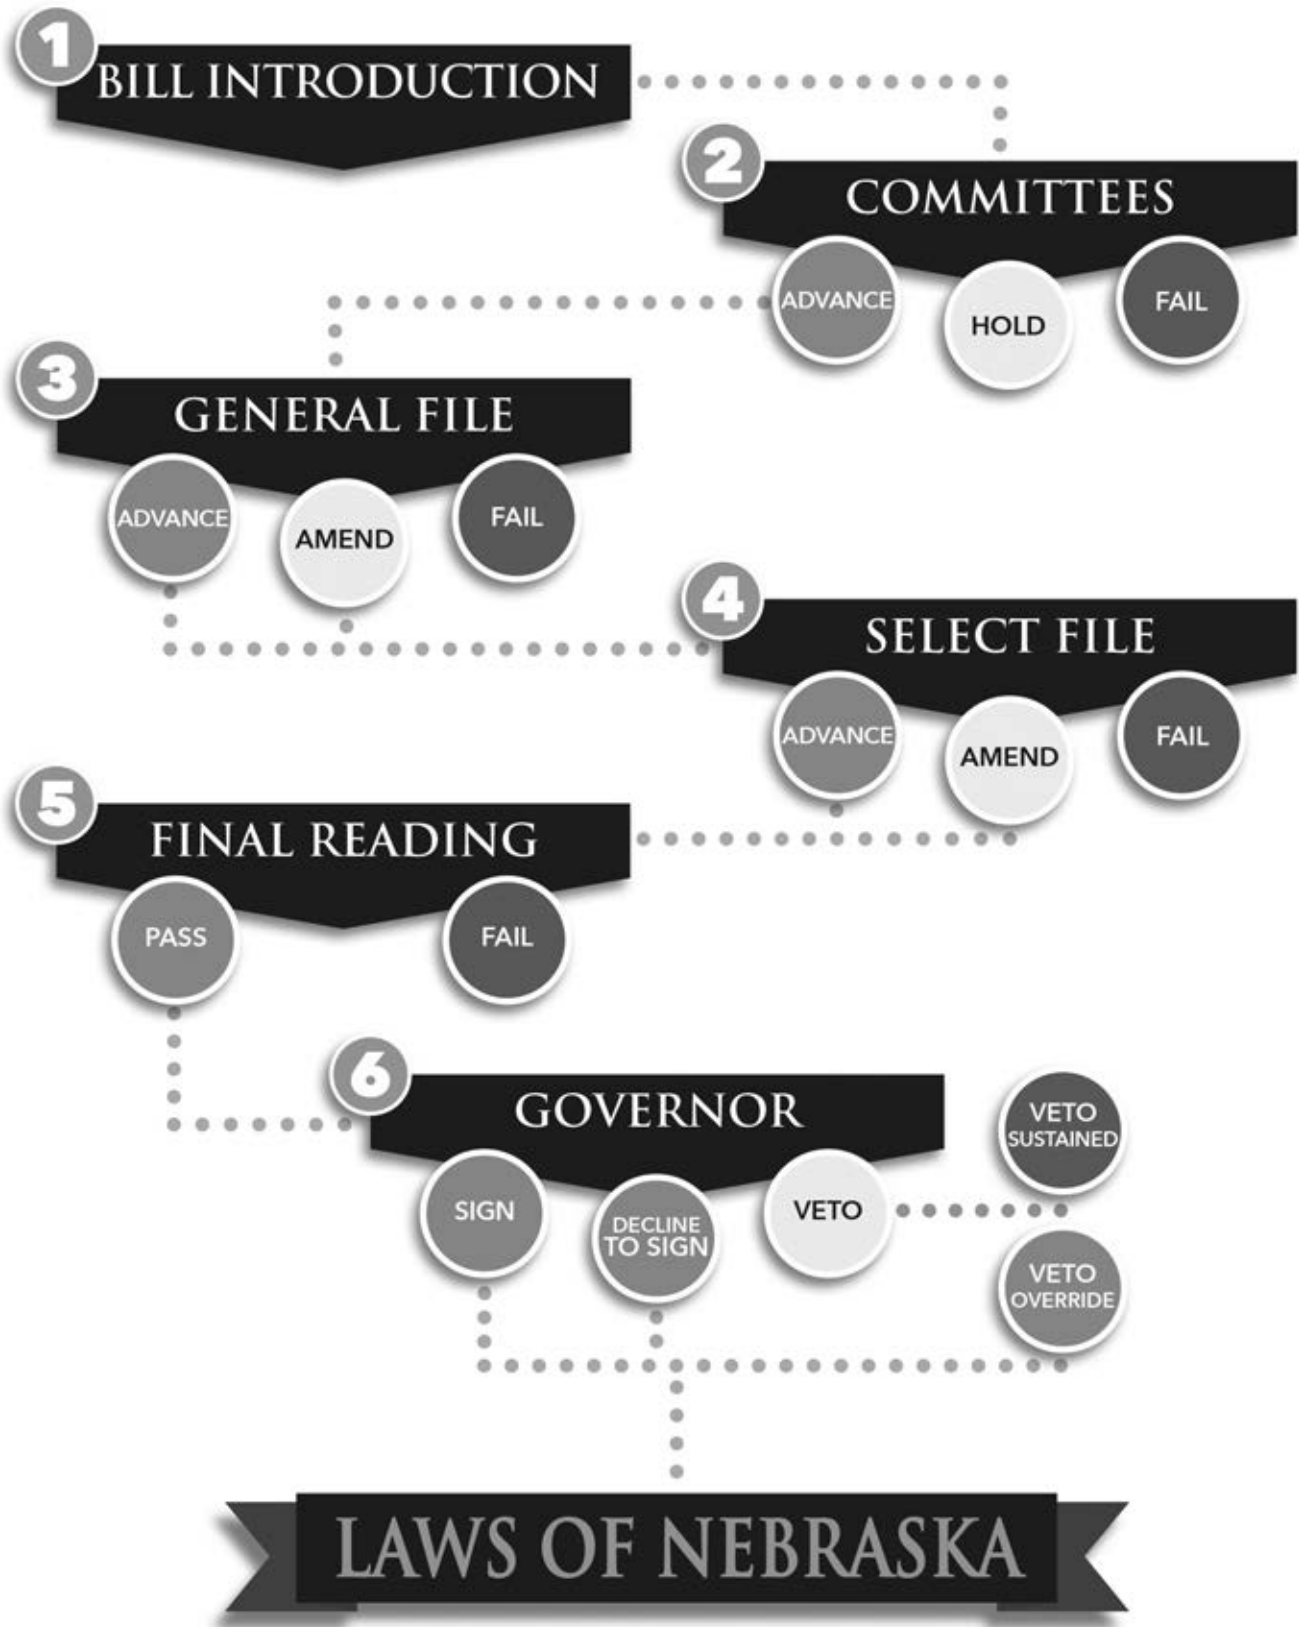 1
BILL INTRODUCTION
2
COMMITTEES
ADVANCE
HOLD
FAIL
3
GENERAL FILE
ADVANCE
AMEND
FAIL
4
SELECT FILE
ADVANCE
AMEND
FAIL
5
FINAL READING
PASS
FAIL
6
GOVERNOR
SIGN
DECLINE
TO SIGN
VETO
VETO
SUSTAINED
VETO
OVERRIDE
LAWS OF NEBRASKA